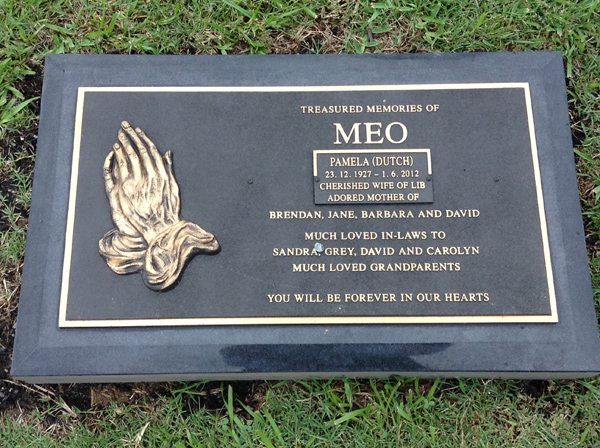 TREASURED MEMORIES OF
MEO
PAMELA (DUTCH)
23. 12. 1927 – 1. 6. 2012
CHERISHED WIFE OF LIB
ADORED MOTHER OF
BRENDAN, JANE, BARBARA AND DAVID
MUCH LOVED IN-LAWS TO
SANDRA, GREY, DAVID AND CAROLYN
MUCH LOVED GRANDPARENTS
YOU WILL BE FOREVER IN OUR HEARTS